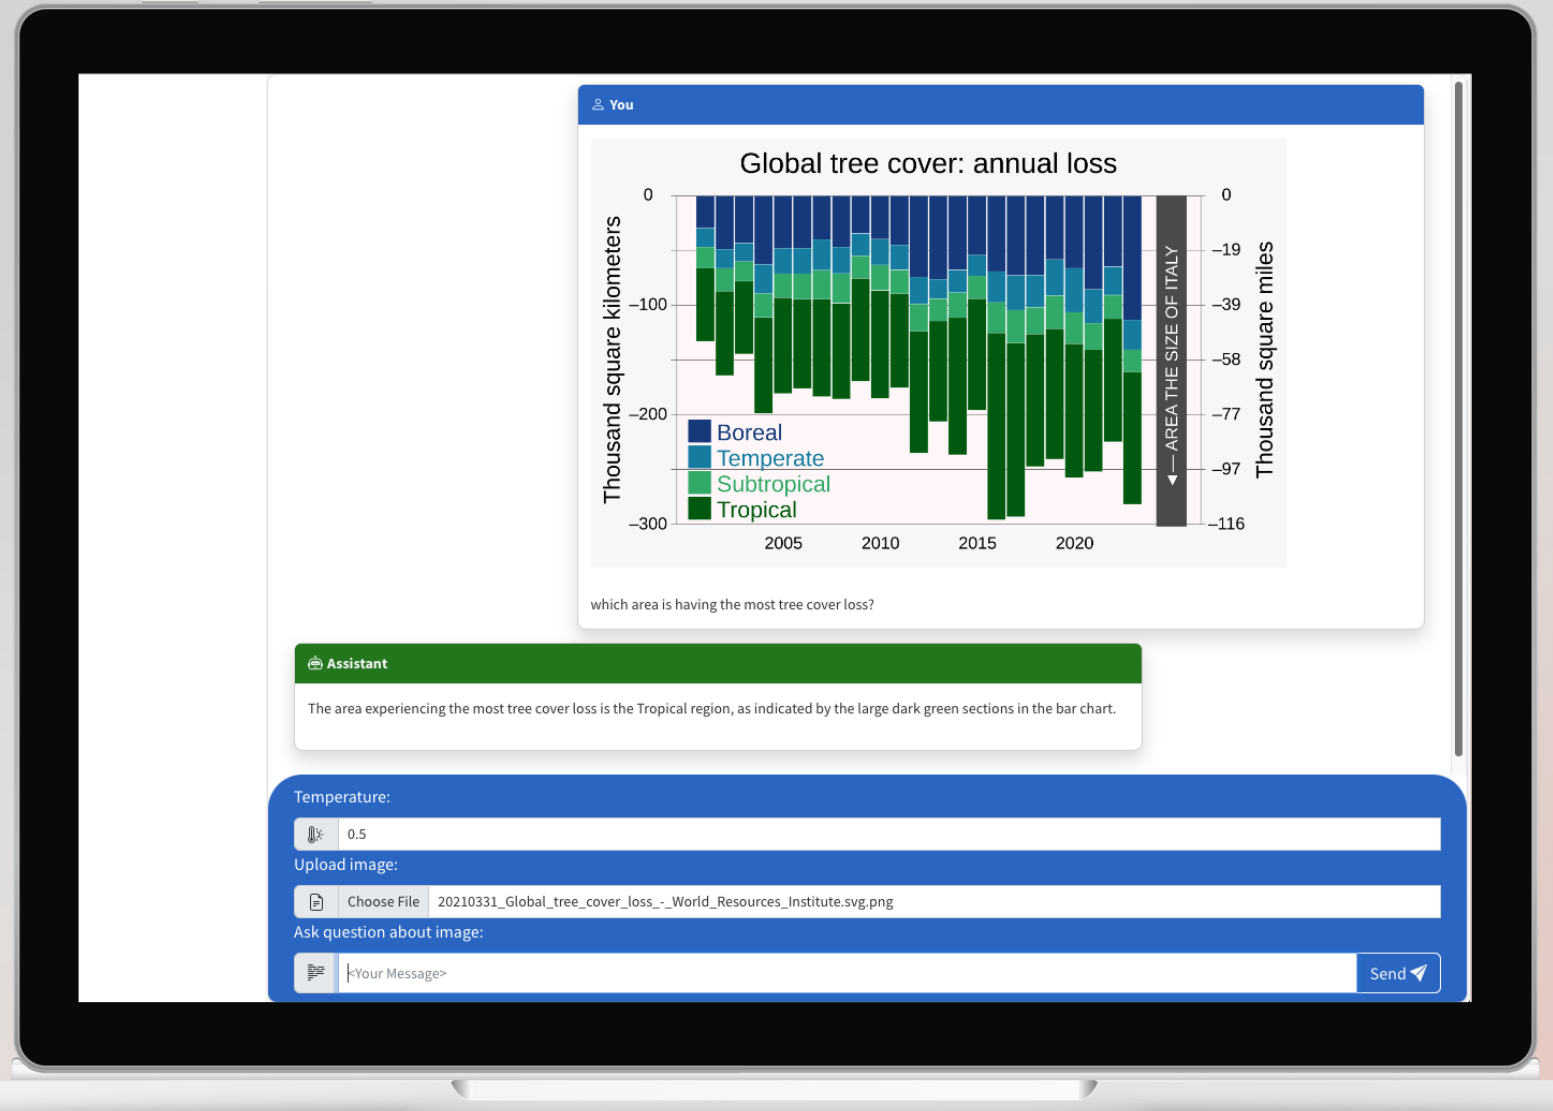 You
Global tree cover: annual loss
Thousand square kilometers
0
–100
–200
–300
0
–19
–39
–58
–77
–97
–116
Thousand square miles
◄— AREA THE SIZE OF ITALY
Boreal
Temperate
Subtropical
Tropical
2005 2010 2015 2020
which area is having the most tree cover loss?
Assistant
The area experiencing the most tree cover loss is the Tropical region, as indicated by the large dark green sections in the bar chart.
Temperature:
0.5
Upload image:
Choose File 20210331_Global_tree_cover_loss_-_World_Resources_Institute.svg.png
Ask question about image:
<Your Message> Send